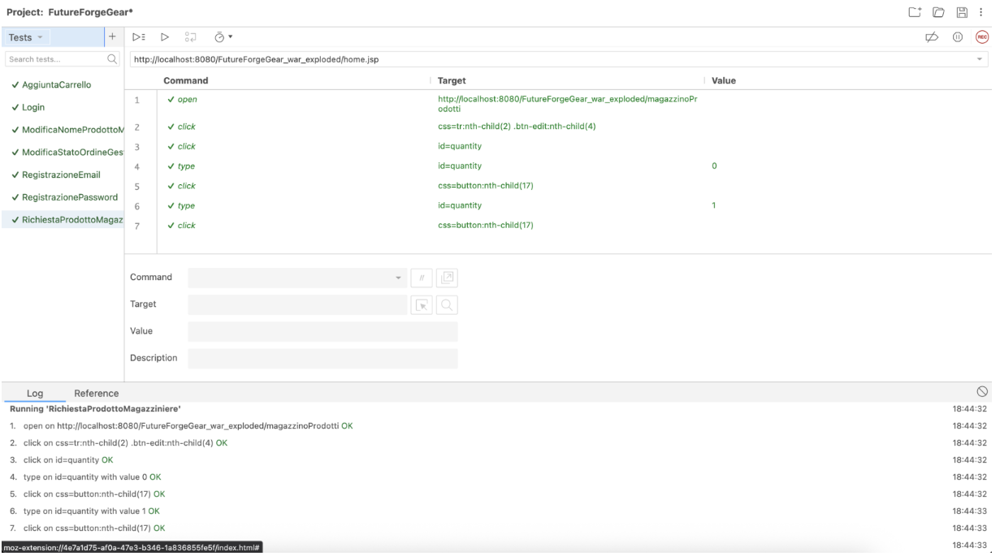 Project: FutureForgeGear*
Tests
+
REC
Search tests...
http://localhost:8080/FutureForgeGear_war_exploded/home.jsp
AggiuntaCarrello
Login
ModificaNomeProdottoM
ModificaStatoOrdineGes
RegistrazioneEmail
RegistrazionePassword
RichiestaProdottoMagaz
Command Target Value
1 open http://localhost:8080/FutureForgeGear_war_exploded/magazzinoPr
odotti
2 click css=tr:nth-child(2) .btn-edit:nth-child(4)
3 click id=quantity
4 type id=quantity 0
5 click css=button:nth-child(17)
6 type id=quantity 1
7 click css=button:nth-child(17)
Command //
Target
Value
Description
Log Reference
Running 'RichiestaProdottoMagazziniere' 18:44:32
1. open on http://localhost:8080/FutureForgeGear_war_exploded/magazzinoProdotti OK 18:44:32
2. click on css=tr:nth-child(2) .btn-edit:nth-child(4) OK 18:44:32
3. click on id=quantity OK 18:44:32
4. type on id=quantity with value 0 OK 18:44:32
5. click on css=button:nth-child(17) OK 18:44:32
6. type on id=quantity with value 1 OK 18:44:33
7. click on css=button:nth-child(17) OK 18:44:33
moz-extension://4e7a1d75-af0a-47e3-b346-1a836855fe5f/index.html# 18:44:33